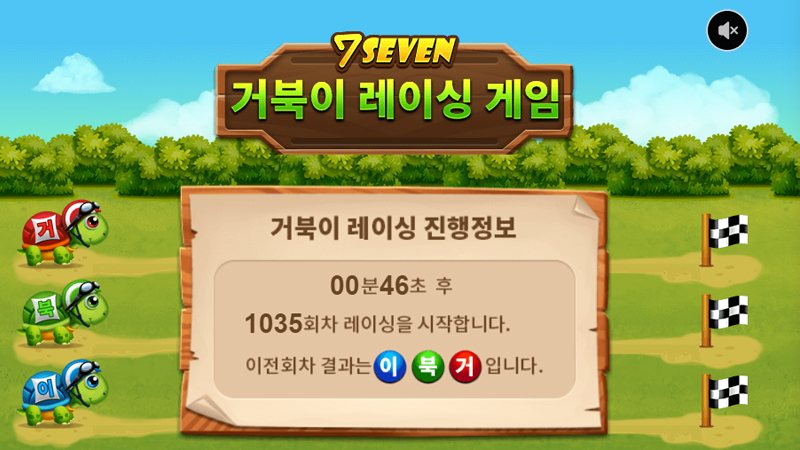 7SEVEN
거북이 레이싱 게임
거북이 레이싱 진행정보
00분46초 후
1035회차 레이싱을 시작합니다.
이전회차 결과는 이 북 거 입니다.
거
북
이